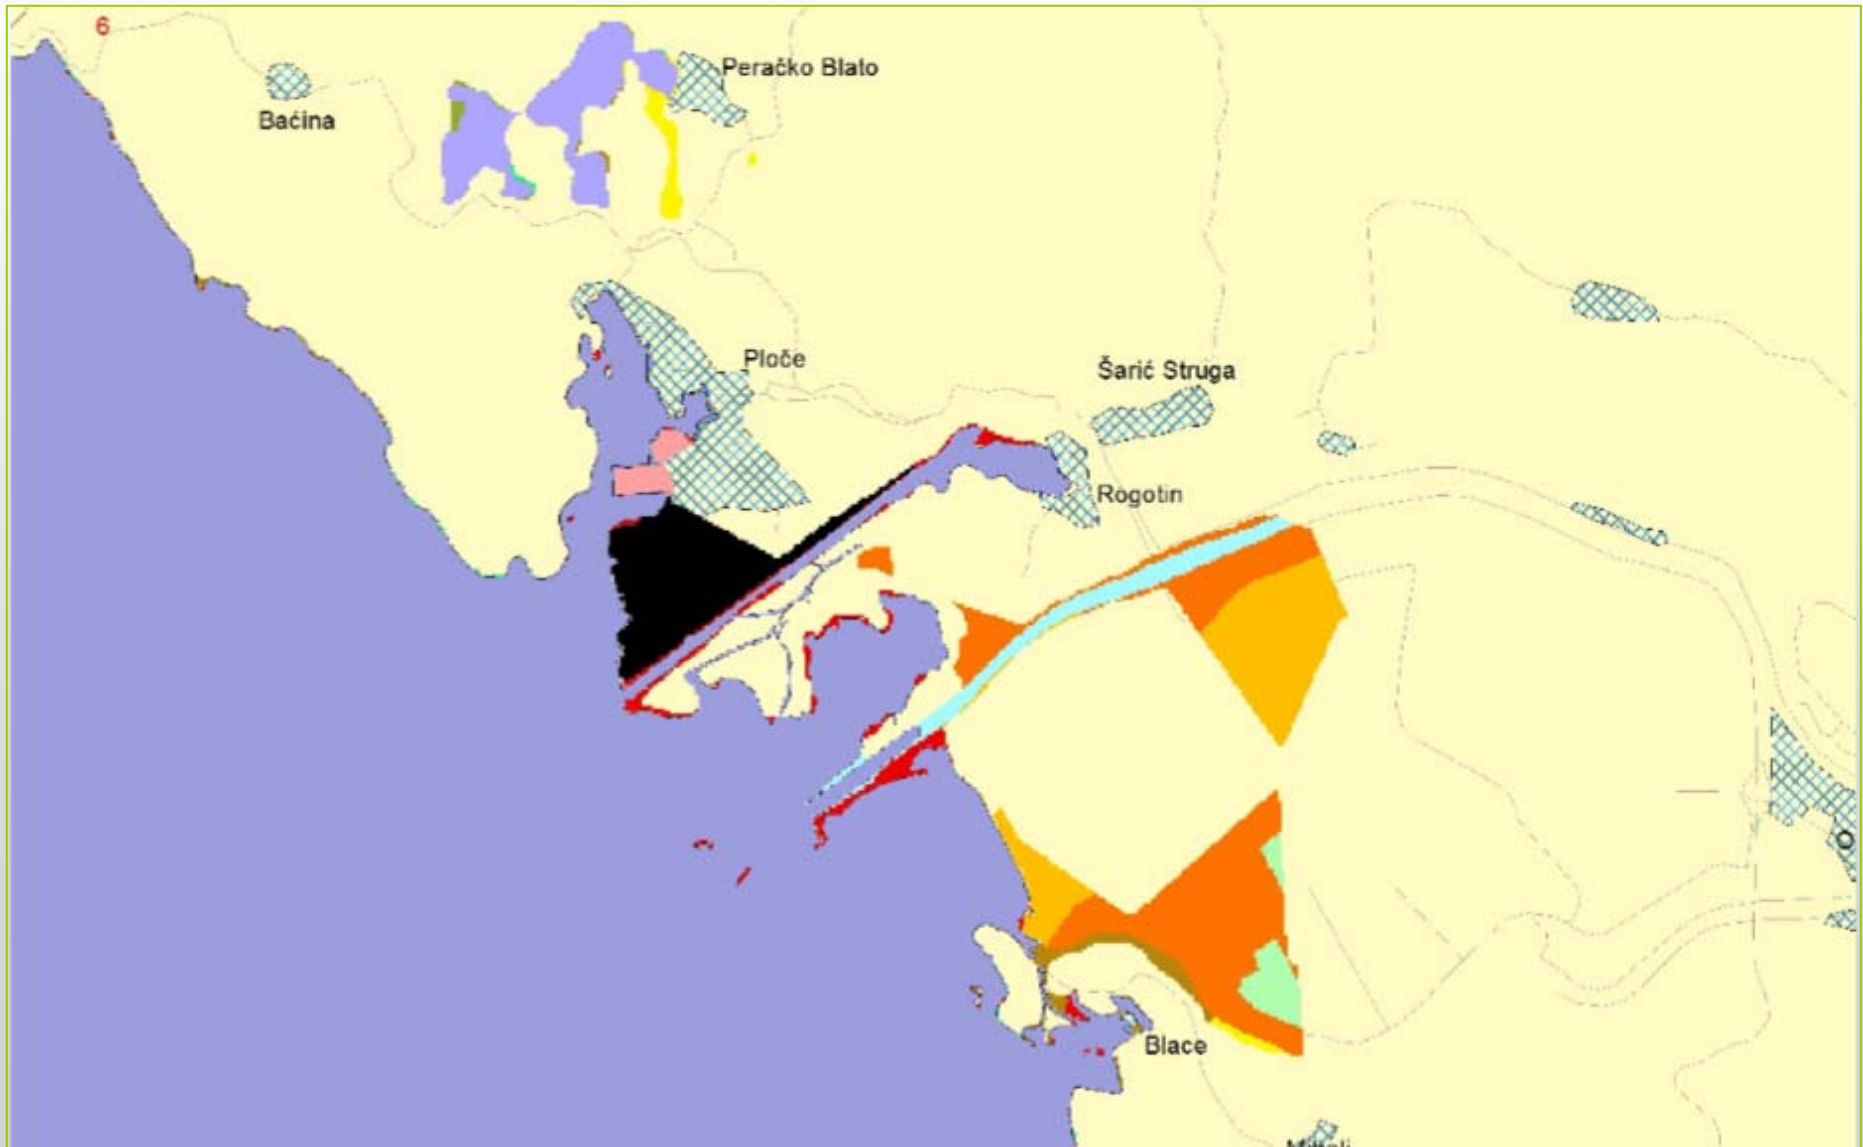 6
Peračko Blato
Baćina
Ploče
Šarić Struga
Rogotin
O
Blace